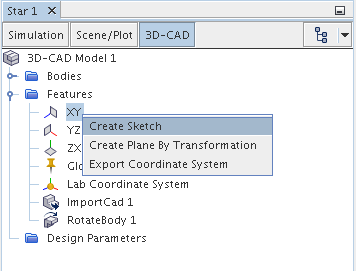 Star 1
Simulation Scene/Plot 3D-CAD
3D-CAD Model 1
Bodies
Features
XY
Create Sketch
YZ
Create Plane By Transformation
ZX
Export Coordinate System
Lab Coordinate System
ImportCad 1
RotateBody 1
Design Parameters